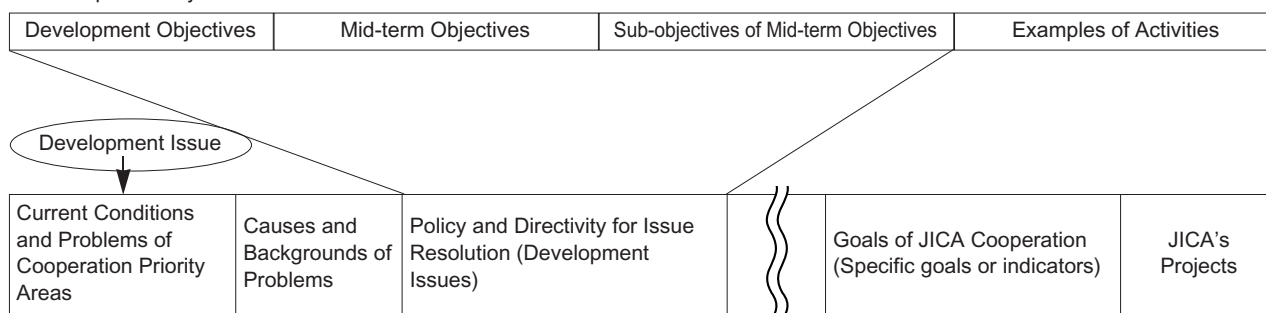 Development Objectives
Mid-term Objectives
Sub-objectives of Mid-term Objectives
Examples of Activities
Development Issue
Current Conditions
and Problems of
Cooperation Priority
Areas
Causes and
Backgrounds of
Problems
Policy and Directivity for Issue
Resolution (Development
Issues)
Goals of JICA Cooperation
(Specific goals or indicators)
JICA's
Projects